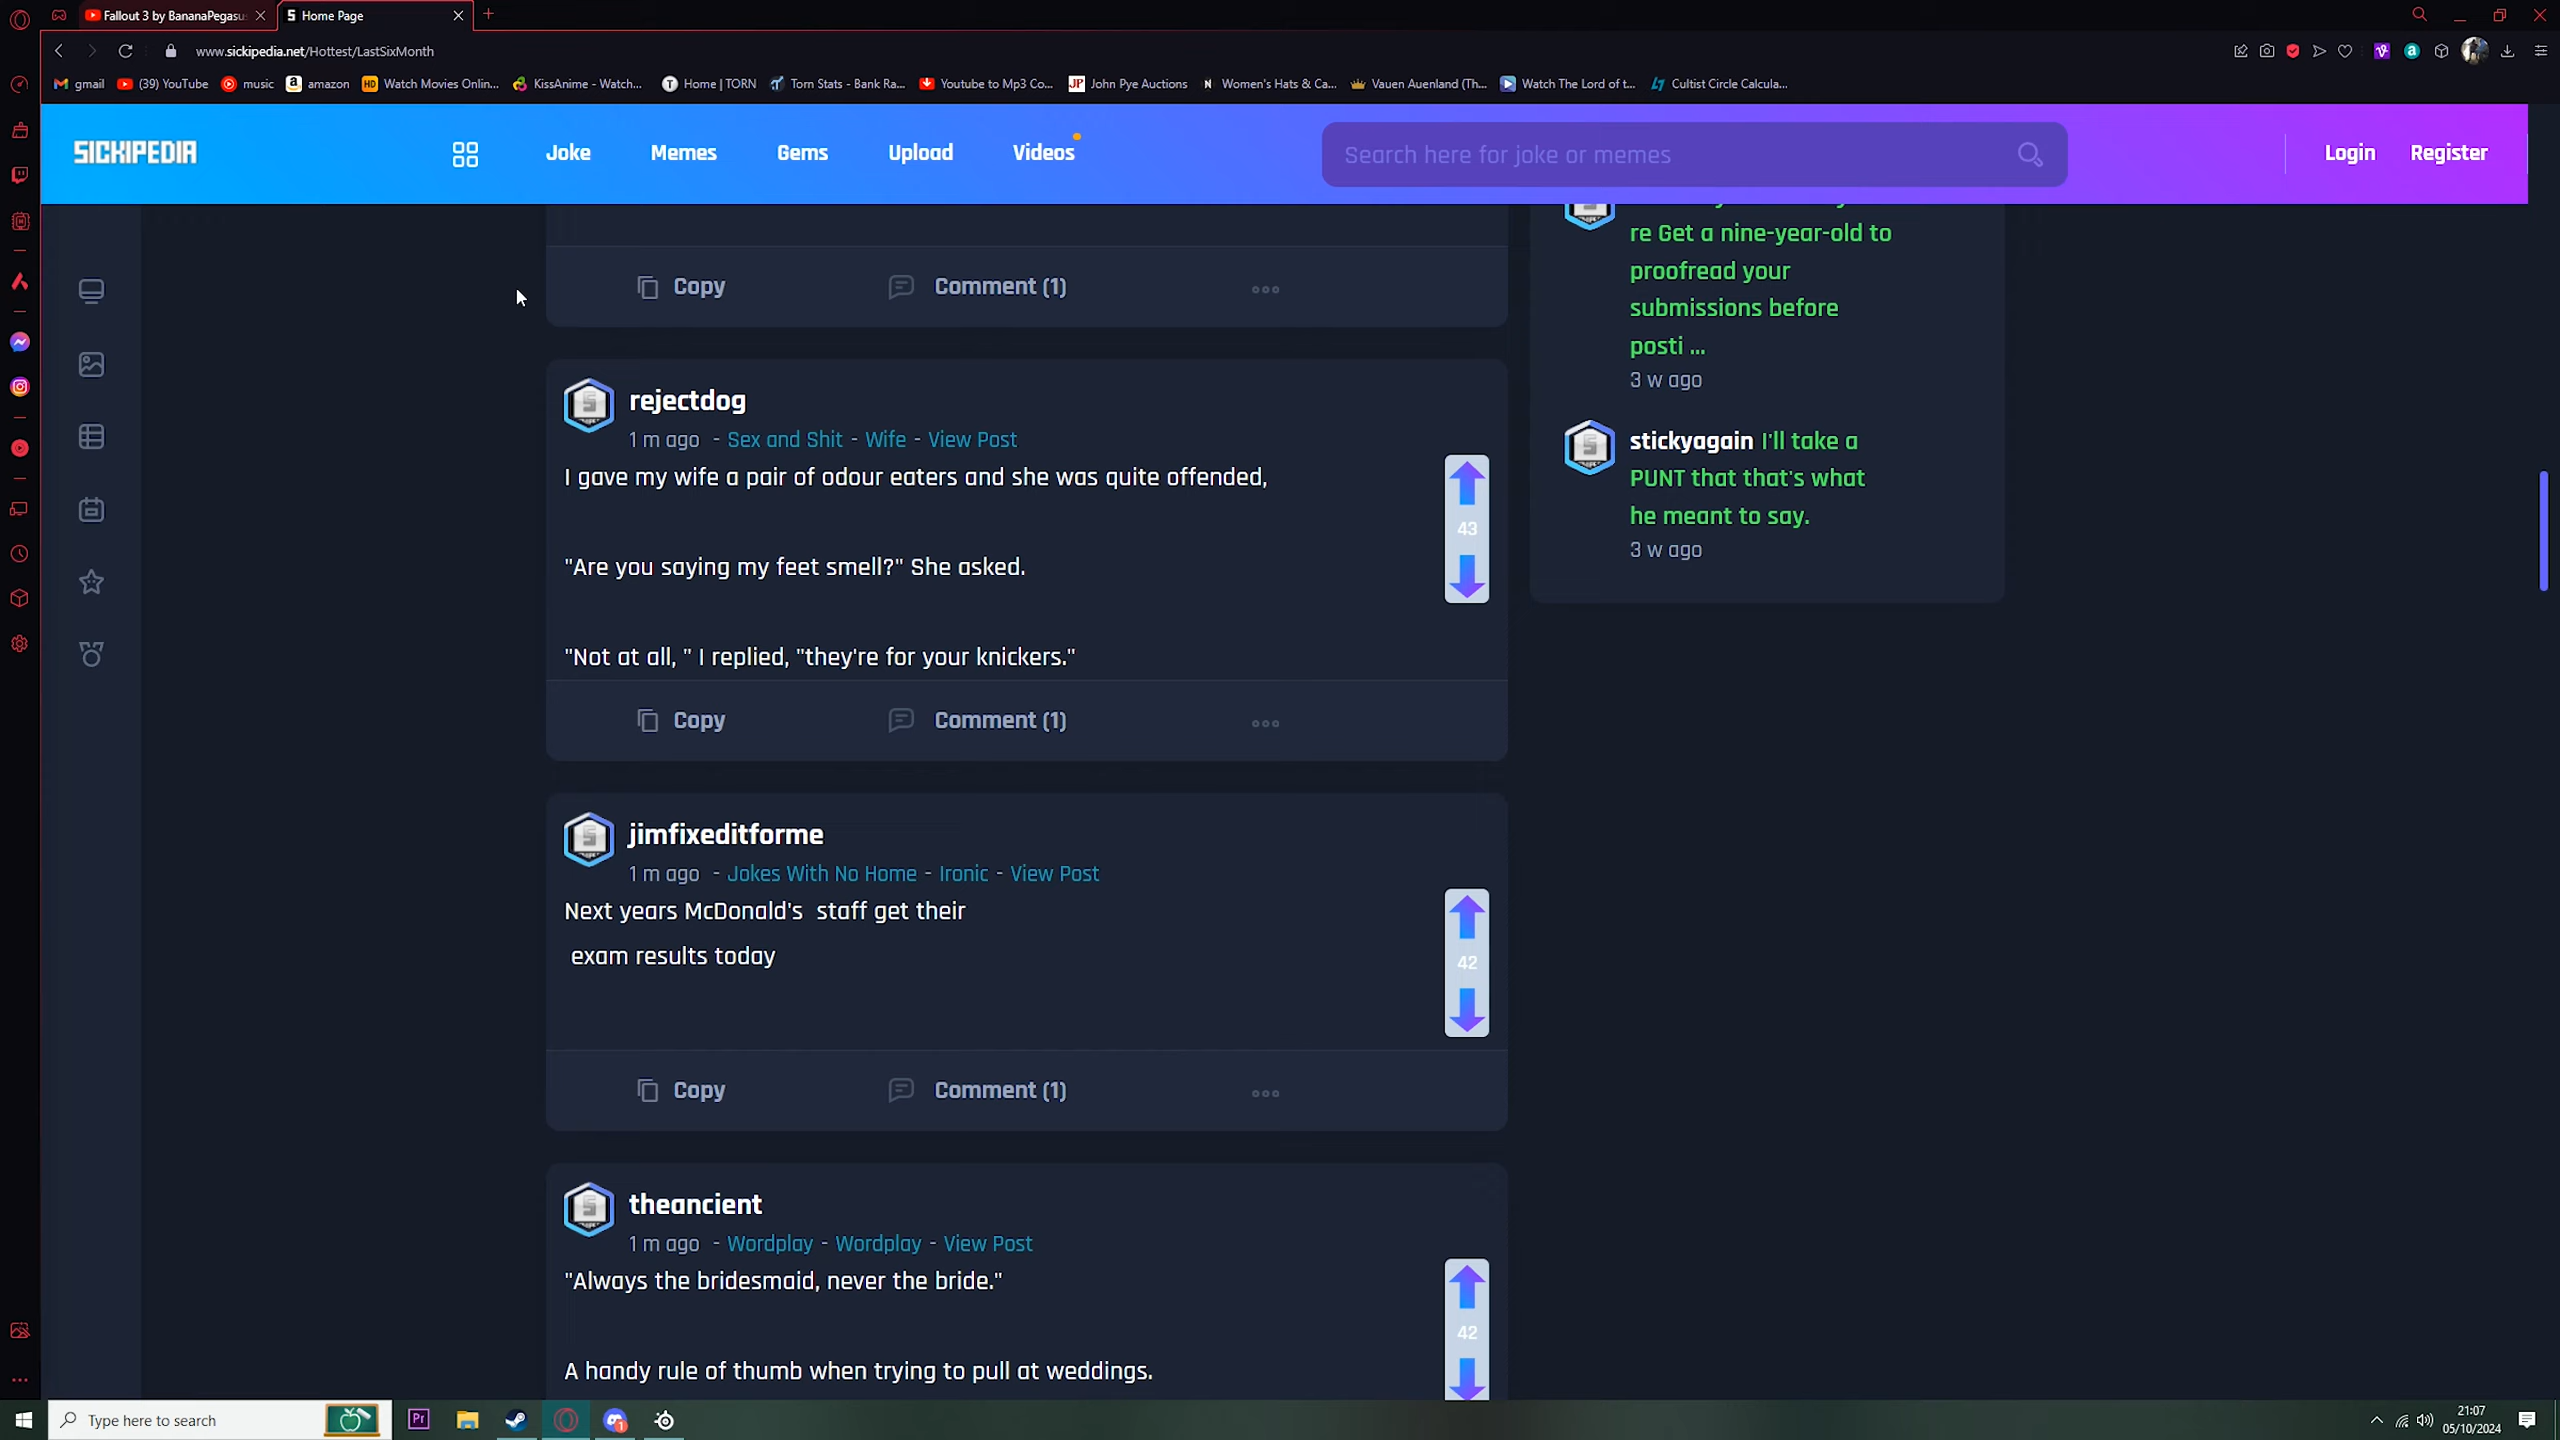 Fallout 3 by BananaPegasu
Home Page
www.sickipedia.net/Hottest/LastSixMonth
gmail
(39) YouTube
music
amazon
Watch Movies Onlin...
KissAnime - Watch...
Home | TORN
Torn Stats - Bank Ra...
Youtube to Mp3 Co...
John Pye Auctions
Women's Hats & Ca...
Vauen Auenland (Th...
Watch The Lord of t...
Cultist Circle Calcula...
SICKIPEDIA
Joke
Memes
Gems
Upload
Videos
Search here for joke or memes
Login
Register
Copy
Comment (1)
rejectdog
1 m ago - Sex and Shit - Wife - View Post
I gave my wife a pair of odour eaters and she was quite offended,
"Are you saying my feet smell?" She asked.
"Not at all, " I replied, "they're for your knickers."
43
Copy
Comment (1)
jimfixeditforme
1 m ago - Jokes With No Home - Ironic - View Post
Next years McDonald's  staff get their
exam results today
42
Copy
Comment (1)
theancient
1 m ago - Wordplay - Wordplay - View Post
"Always the bridesmaid, never the bride."
A handy rule of thumb when trying to pull at weddings.
42
re Get a nine-year-old to
proofread your
submissions before
posti ...
3 w ago
stickyagain I'll take a
PUNT that that's what
he meant to say.
3 w ago
Type here to search
21:07
05/10/2024